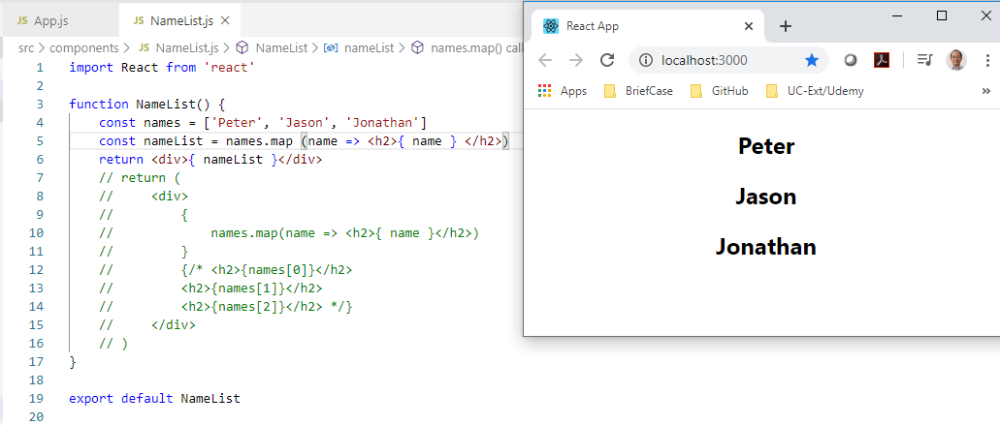 App.js
NameList.js
src > components > JS NameList.js > NameList > nameList > names.map() call
1 import React from 'react'
2
3 function NameList() {
4 const names = ['Peter', 'Jason', 'Jonathan']
5 const nameList = names.map (name => <h2>{ name } </h2>)
6 return <div>{ nameList }</div>
7 // return (
8 // <div>
9 // {
10 // names.map(name => <h2>{ name }</h2>)
11 // }
12 // {/* <h2>{names[0]}</h2>
13 // <h2>{names[1]}</h2>
14 // <h2>{names[2]}</h2> */}
15 // </div>
16 // )
17 }
18
19 export default NameList
20
React App
localhost:3000
Apps BriefCase GitHub UC-Ext/Udemy »
Peter
Jason
Jonathan